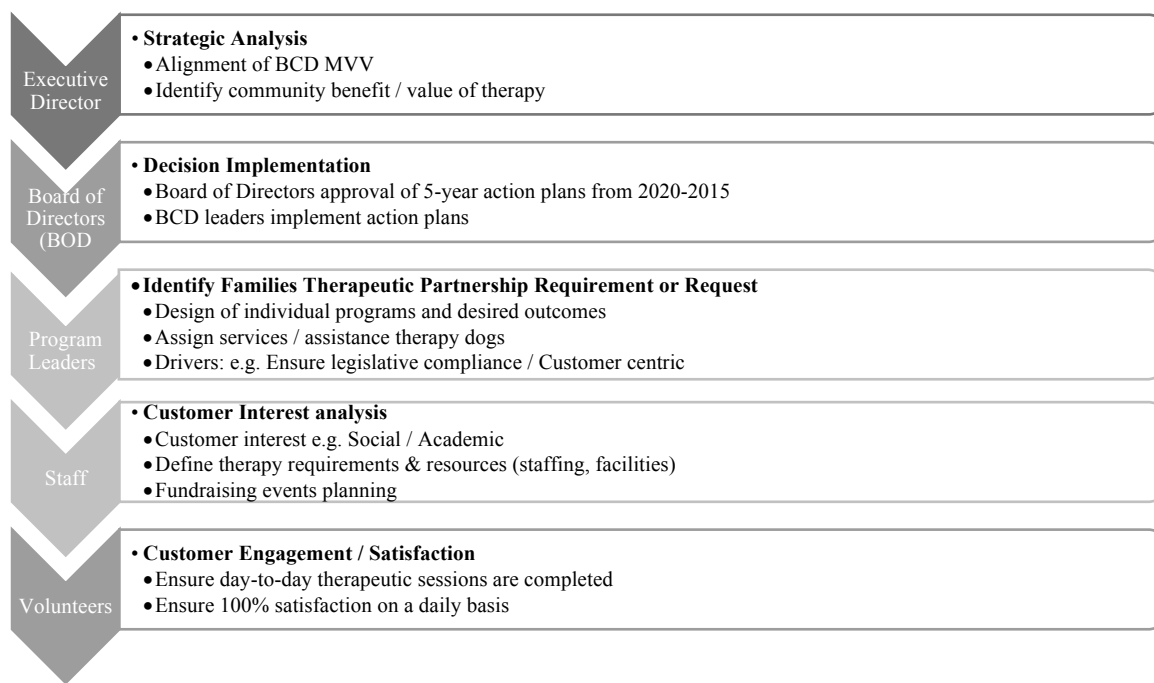 Executive
Director
• Strategic Analysis
•Alignment of BCD MVV
•Identify community benefit / value of therapy
Board of
Directors
(BOD
• Decision Implementation
•Board of Directors approval of 5-year action plans from 2020-2015
•BCD leaders implement action plans
Program
Leaders
•Identify Families Therapeutic Partnership Requirement or Request
•Design of individual programs and desired outcomes
•Assign services / assistance therapy dogs
•Drivers: e.g. Ensure legislative compliance / Customer centric
Staff
• Customer Interest analysis
•Customer interest e.g. Social / Academic
•Define therapy requirements & resources (staffing, facilities)
•Fundraising events planning
Volunteers
• Customer Engagement / Satisfaction
•Ensure day-to-day therapeutic sessions are completed
•Ensure 100% satisfaction on a daily basis